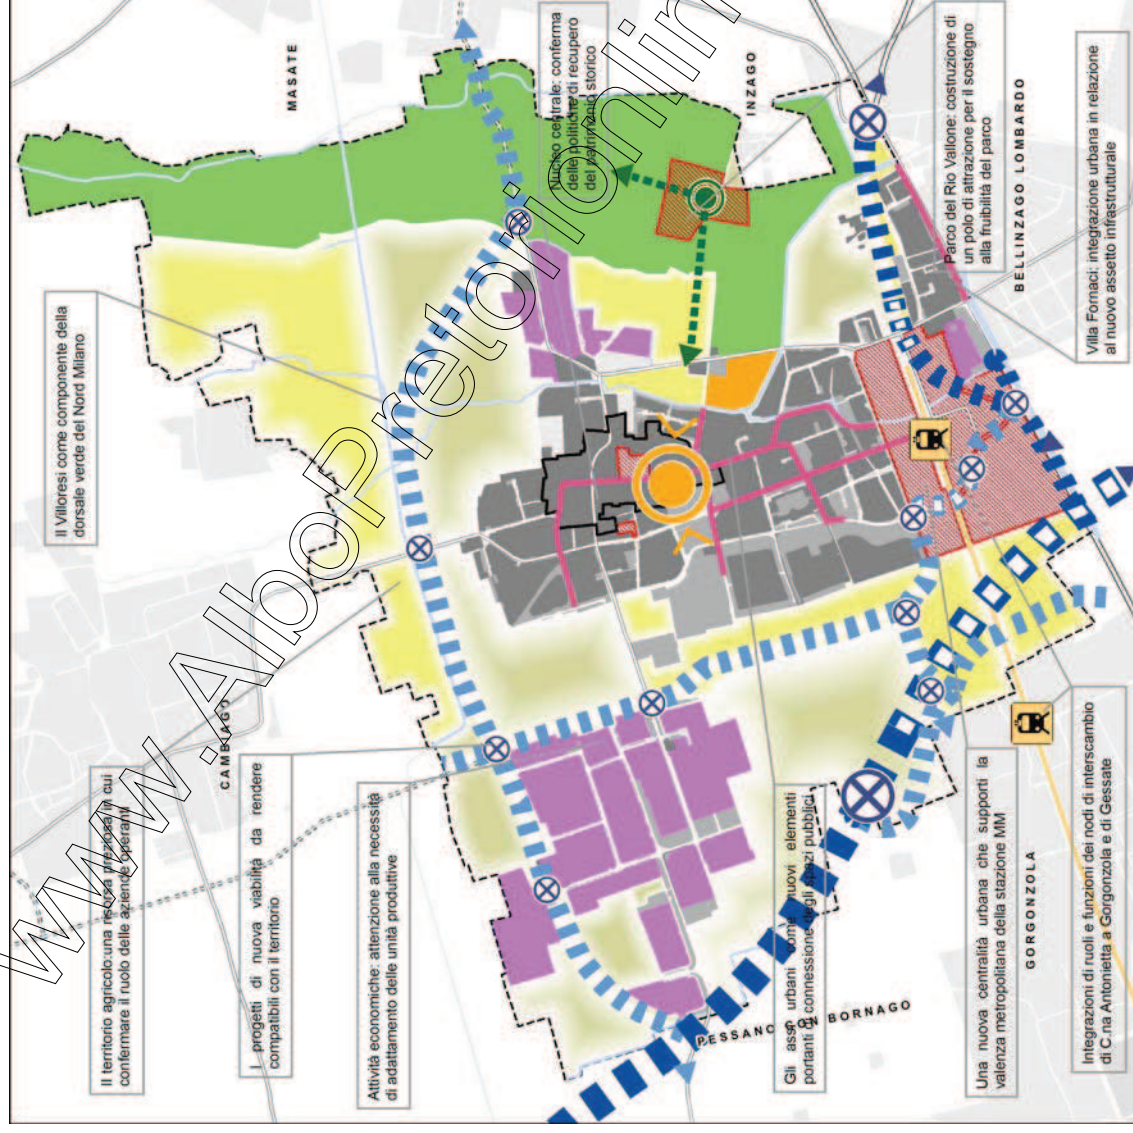 MASATE
Nucleo centrale: conferma
delle politiche di recupero
del patrimonio storico
INZAGO
Parco del Rio Vallone: costruzione di
un polo di attrazione per il sostegno
alla fruibilità del parco
BELLINZAGO LOMBARDO
Villa Fornaci: integrazione urbana in relazione
al nuovo assetto infrastrutturale
Il Villoresi come componente della
dorsale verde del Nord Milano
CAMBIAGO
Il territorio agricolo:una risorsa preziosa,in cui
confermare il ruolo delle aziende operanti
I progetti di nuova viabilità da rendere
compatibili con il territorio
Attività economiche: attenzione alla necessità
di adattamento delle unità produttive
Gli assi urbani come nuovi elementi
portanti di connessione degli spazi pubblici
PESSANO CON BORNAGO
Una nuova centralità urbana che supporti la
valenza metropolitana della stazione MM
GORGONZOLA
Integrazioni di ruoli e funzioni dei nodi di interscambio
di C.na Antonietta a Gorgonzola e di Gessate
www.AlboPretorionlin